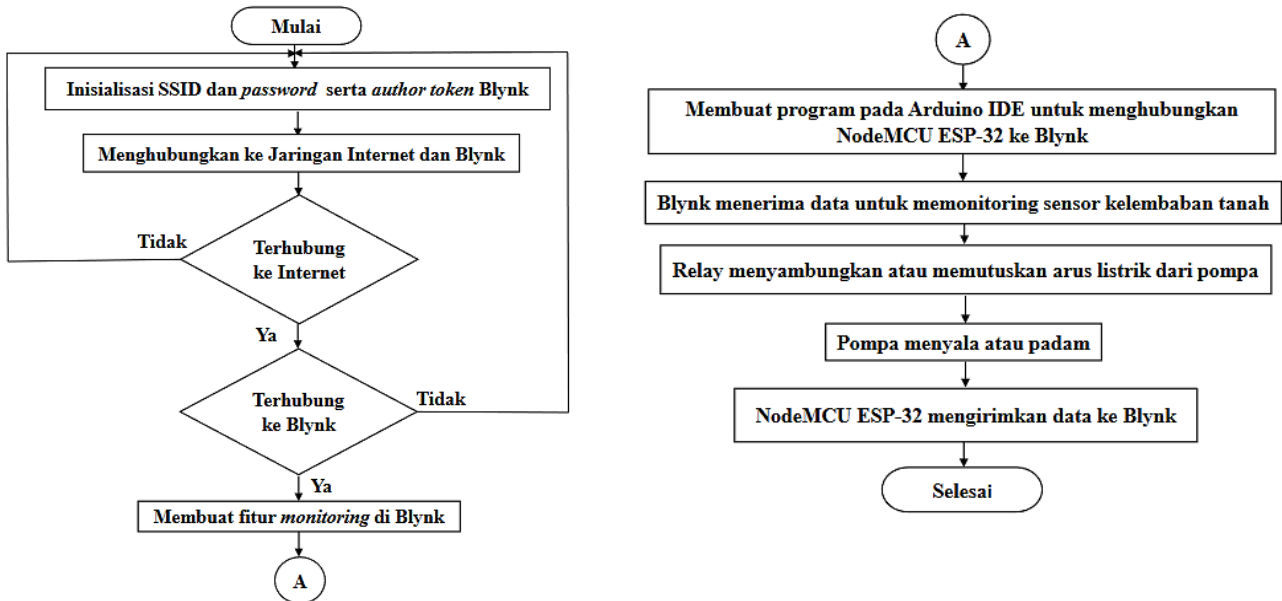 Mulai
Inisialisasi SSID dan password serta author token Blynk
Menghubungkan ke Jaringan Internet dan Blynk
Tidak
Terhubung
ke Internet
Ya
Terhubung
ke Blynk
Tidak
Ya
Membuat fitur monitoring di Blynk
A
A
Membuat program pada Arduino IDE untuk menghubungkan
NodeMCU ESP-32 ke Blynk
Blynk menerima data untuk memonitoring sensor kelembaban tanah
Relay menyambungkan atau memutuskan arus listrik dari pompa
Pompa menyala atau padam
NodeMCU ESP-32 mengirimkan data ke Blynk
Selesai